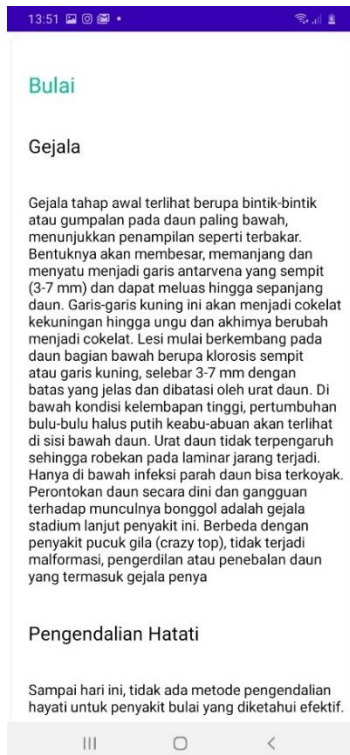 13:51
Bulai
Gejala
Gejala tahap awal terlihat berupa bintik-bintik
atau gumpalan pada daun paling bawah,
menunjukkan penampilan seperti terbakar.
Bentuknya akan membesar, memanjang dan
menyatu menjadi garis antarvena yang sempit
(3-7 mm) dan dapat meluas hingga sepanjang
daun. Garis-garis kuning ini akan menjadi cokelat
kekuningan hingga ungu dan akhirnya berubah
menjadi cokelat. Lesi mulai berkembang pada
daun bagian bawah berupa klorosis sempit
atau garis kuning, selebar 3-7 mm dengan
batas yang jelas dan dibatasi oleh urat daun. Di
bawah kondisi kelembapan tinggi, pertumbuhan
bulu-bulu halus putih keabu-abuan akan terlihat
di sisi bawah daun. Urat daun tidak terpengaruh
sehingga robekan pada laminar jarang terjadi.
Hanya di bawah infeksi parah daun bisa terkoyak.
Perontokan daun secara dini dan gangguan
terhadap munculnya bonggol adalah gejala
stadium lanjut penyakit ini. Berbeda dengan
penyakit pucuk gila (crazy top), tidak terjadi
malformasi, pengerdilan atau penebalan daun
yang termasuk gejala penya
Pengendalian Hatati
Sampai hari ini, tidak ada metode pengendalian
hayati untuk penyakit bulai yang diketahui efektif.